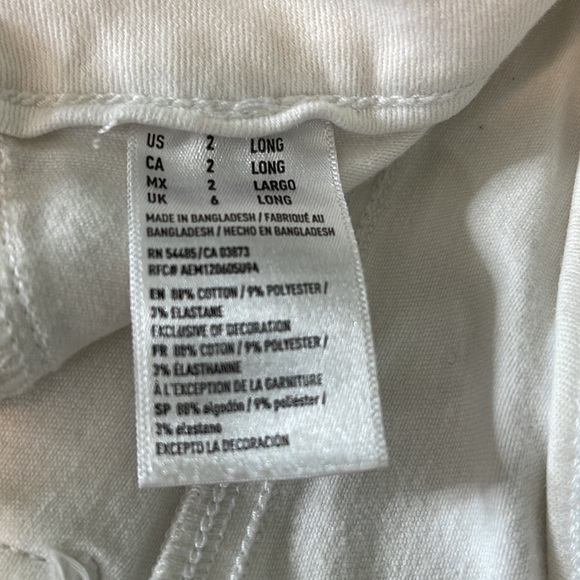 US 2 LONG
CA 2 LONG
MX 2 LARGO
UK 6 LONG
MADE IN BANGLADESH / FABRIQUÉ AU
BANGLADESH / HECHO EN BANGLADESH
RN 54485/CA 03873
RFC# AEM120605U94
EN 88% COTTON / 9% POLYESTER /
3% ELASTANE
EXCLUSIVE OF DECORATION
FR 88% COTON / 9% POLYESTER /
3% ÉLASTHANNE
À L'EXCEPTION DE LA GARNITURE
SP 88% algodón / 9% poliéster /
3% elastano
EXCEPTO LA DECORACIÓN